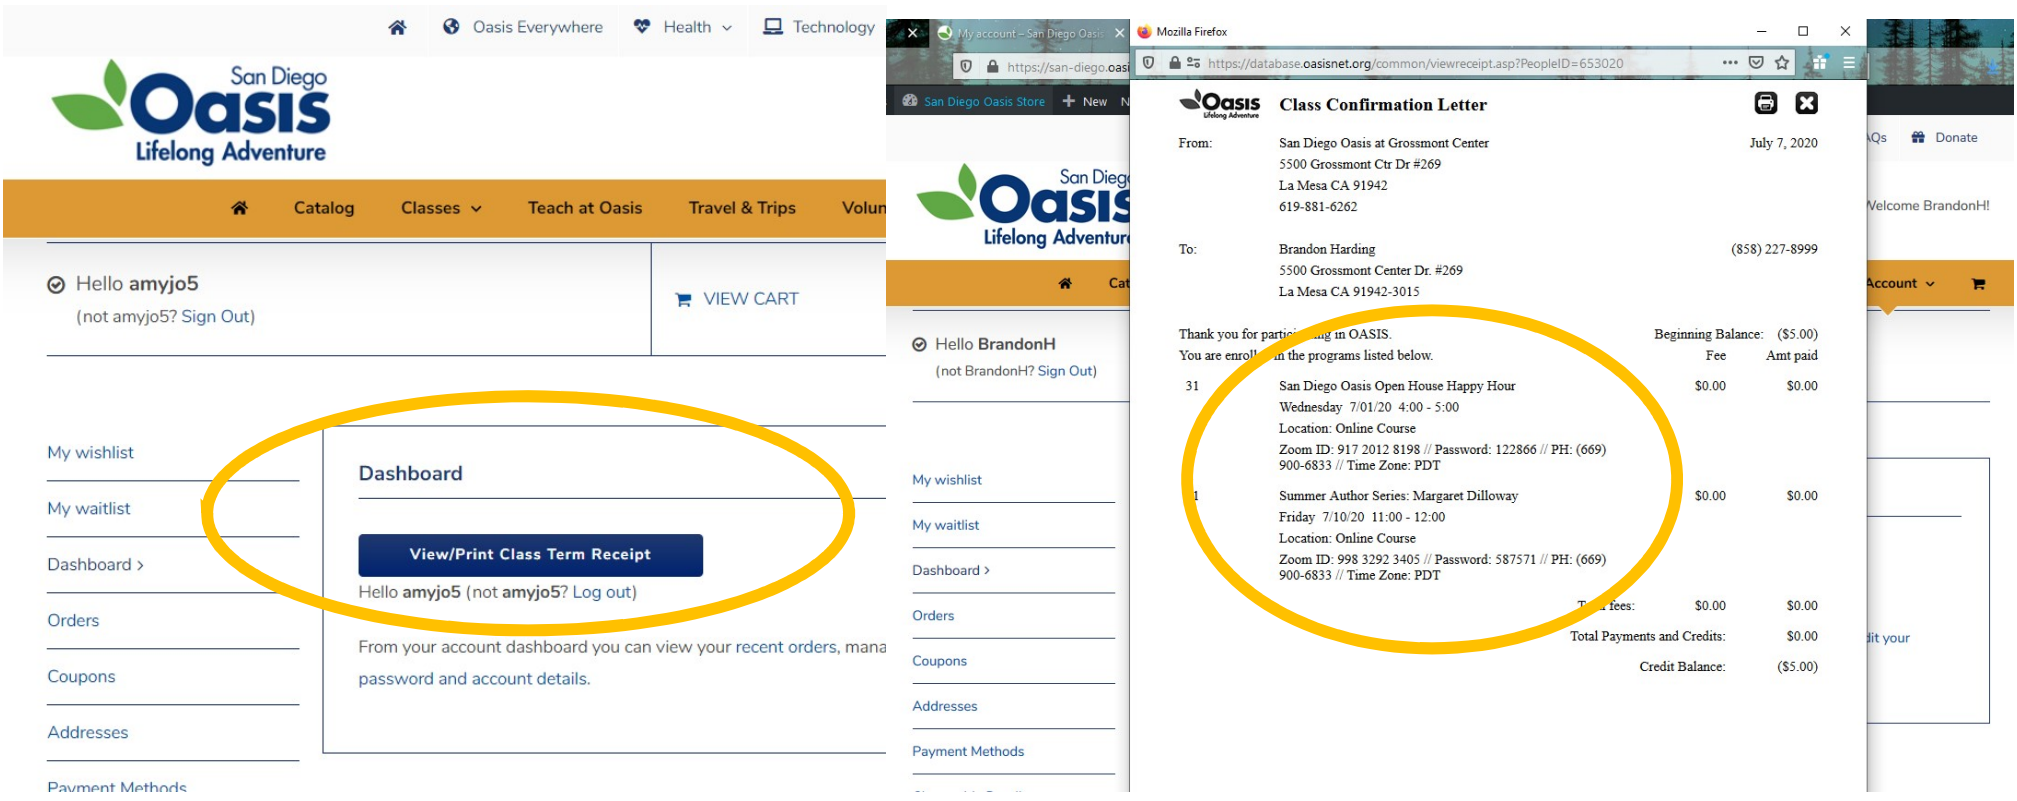 Oasis Everywhere
Health
Technology
San Diego
Oasis
Lifelong Adventure
Catalog
Classes
Teach at Oasis
Travel & Trips
Hello amyjo5
(not amyjo5? Sign Out)
VIEW CART
My wishlist
My waitlist
Dashboard >
Orders
Coupons
Addresses
Payment Methods
Dashboard
View/Print Class Term Receipt
Hello amyjo5 (not amyjo5? Log out)
From your account dashboard you can view your recent orders, mana
password and account details.
My account – San Diego Oasis
https://san-diego.oasi
San Diego Oasis Store
New
San Dieg
Oasis
Lifelong Adventur
Cat
Hello BrandonH
(not BrandonH? Sign Out)
My wishlist
My waitlist
Dashboard >
Orders
Coupons
Addresses
Payment Methods
Mozilla Firefox
https://database.oasisnet.org/common/viewreceipt.asp?PeopleID=653020
Oasis
Lifelong Adventure
Class Confirmation Letter
From:
San Diego Oasis at Grossmont Center
July 7, 2020
5500 Grossmont Ctr Dr #269
La Mesa CA 91942
619-881-6262
To:
Brandon Harding
(858) 227-8999
5500 Grossmont Center Dr. #269
La Mesa CA 91942-3015
Thank you for participating in OASIS.
Beginning Balance: ($5.00)
You are enroll in the programs listed below.
Fee Amt paid
31 San Diego Oasis Open House Happy Hour $0.00 $0.00
Wednesday 7/01/20 4:00 - 5:00
Location: Online Course
Zoom ID: 917 2012 8198 // Password: 122866 // PH: (669)
900-6833 // Time Zone: PDT
1 Summer Author Series: Margaret Dilloway $0.00 $0.00
Friday 7/10/20 11:00 - 12:00
Location: Online Course
Zoom ID: 998 3292 3405 // Password: 587571 // PH: (669)
900-6833 // Time Zone: PDT
Total fees: $0.00 $0.00
Total Payments and Credits: $0.00
Credit Balance: ($5.00)
Donate
Welcome BrandonH!
Account
dit your